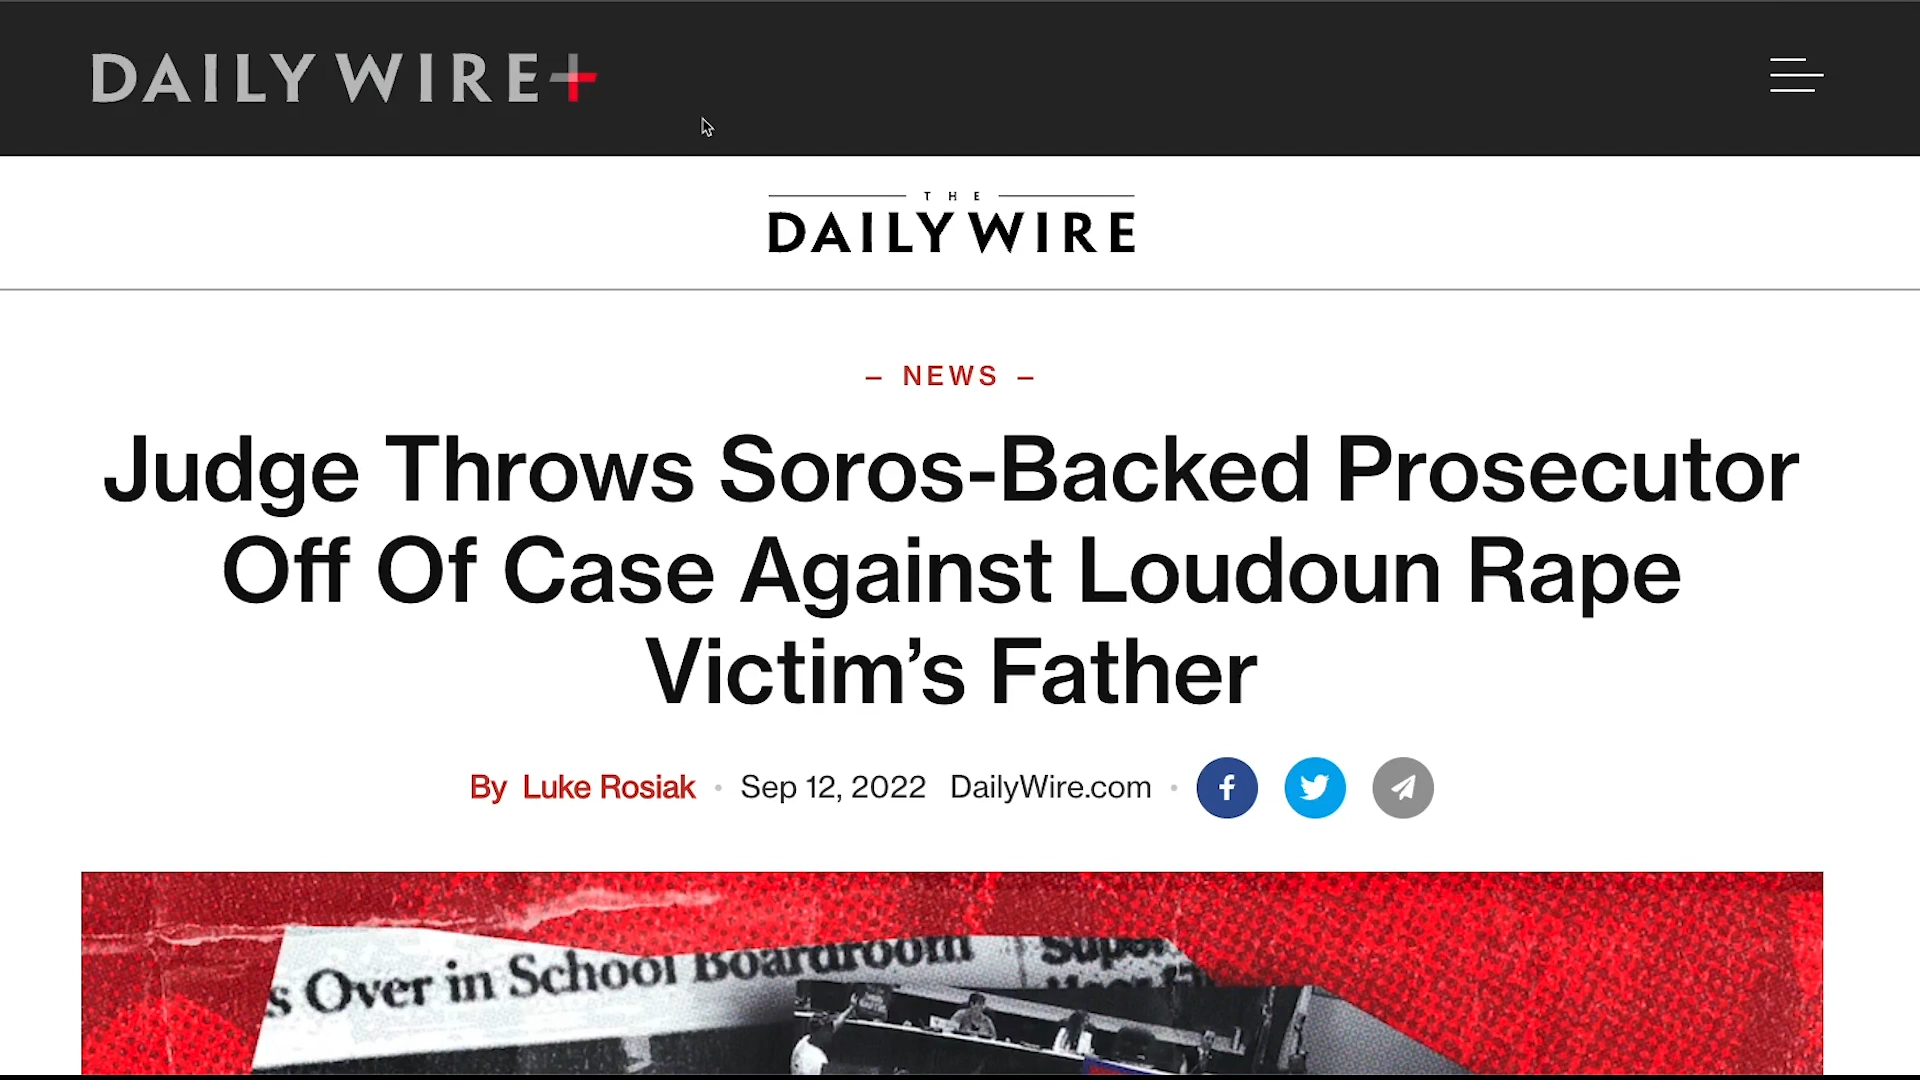 DAILY WIRE+
THE
DAILY WIRE
– NEWS –
Judge Throws Soros-Backed Prosecutor
Off Of Case Against Loudoun Rape
Victim’s Father
By Luke Rosiak • Sep 12, 2022 DailyWire.com •
s Over in School Boardroom